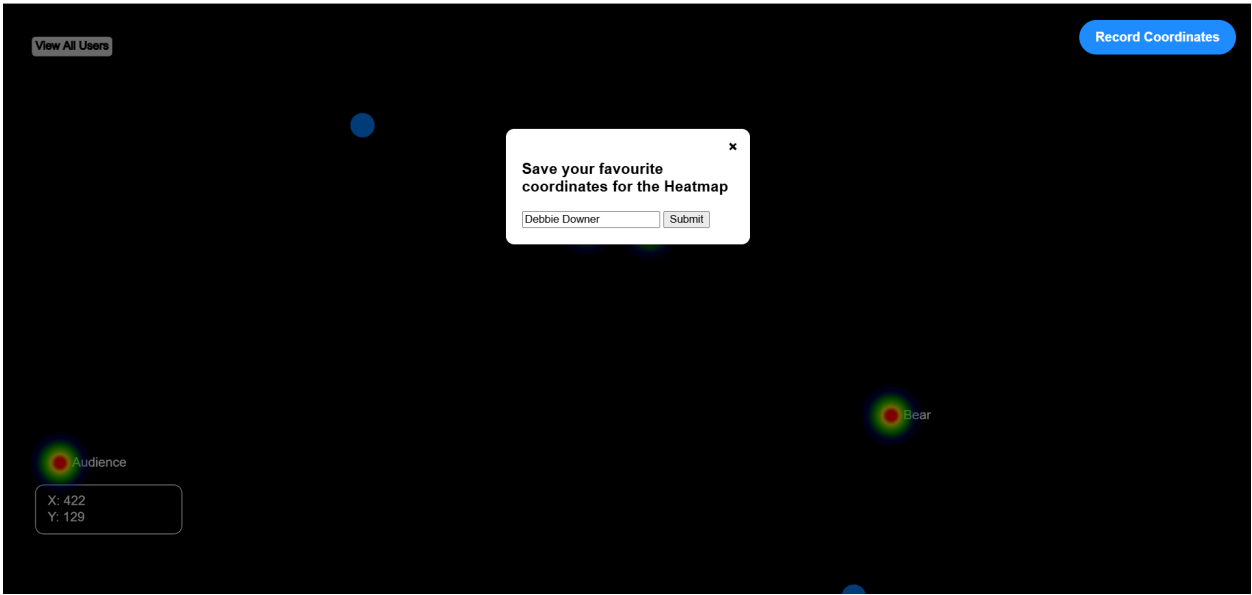 View All Users
Record Coordinates
×
Save your favourite
coordinates for the Heatmap
Debbie Downer Submit
Bear
Audience
X: 422
Y: 129